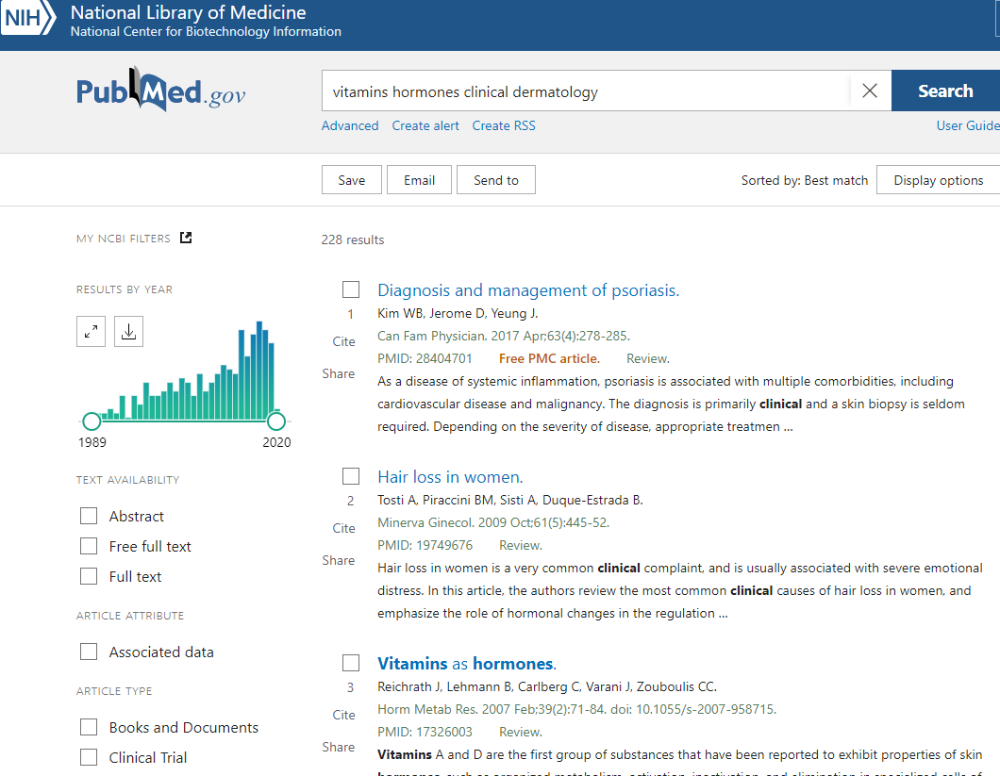 NIH
National Library of Medicine
National Center for Biotechnology Information
PubMed.gov
vitamins hormones clinical dermatology
Search
Advanced Create alert Create RSS
User Guide
Save Email Send to
Sorted by: Best match
Display options
MY NCBI FILTERS
228 results
RESULTS BY YEAR
1989
2020
TEXT AVAILABILITY
Abstract
Free full text
Full text
ARTICLE ATTRIBUTE
Associated data
ARTICLE TYPE
Books and Documents
Clinical Trial
Diagnosis and management of psoriasis.
1
Cite
Share
Kim WB, Jerome D, Yeung J.
Can Fam Physician. 2017 Apr;63(4):278-285.
PMID: 28404701 Free PMC article. Review.
As a disease of systemic inflammation, psoriasis is associated with multiple comorbidities, including
cardiovascular disease and malignancy. The diagnosis is primarily clinical and a skin biopsy is seldom
required. Depending on the severity of disease, appropriate treatmen ...
Hair loss in women.
2
Cite
Share
Tosti A, Piraccini BM, Sisti A, Duque-Estrada B.
Minerva Ginecol. 2009 Oct;61(5):445-52.
PMID: 19749676 Review.
Hair loss in women is a very common clinical complaint, and is usually associated with severe emotional
distress. In this article, the authors review the most common clinical causes of hair loss in women, and
emphasize the role of hormonal changes in the regulation ...
Vitamins as hormones.
3
Cite
Share
Reichrath J, Lehmann B, Carlberg C, Varani J, Zouboulis CC.
Horm Metab Res. 2007 Feb;39(2):71-84. doi: 10.1055/s-2007-958715.
PMID: 17326003 Review.
Vitamins A and D are the first group of substances that have been reported to exhibit properties of skin